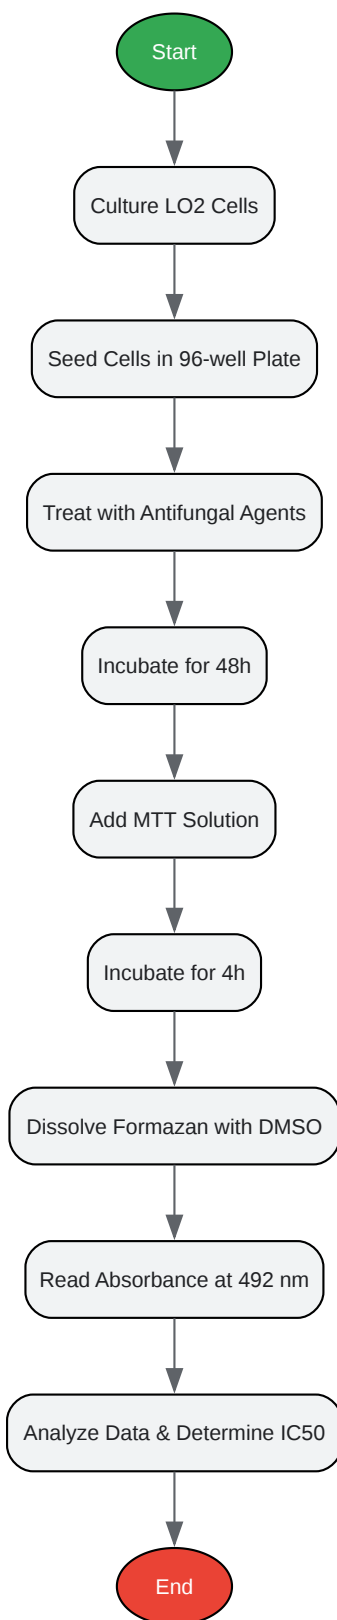 Start
Culture LO2 Cells
Seed Cells in 96-well Plate
Treat with Antifungal Agents
Incubate for 48h
Add MTT Solution
Incubate for 4h
Dissolve Formazan with DMSO
Read Absorbance at 492 nm
Analyze Data & Determine IC50
End